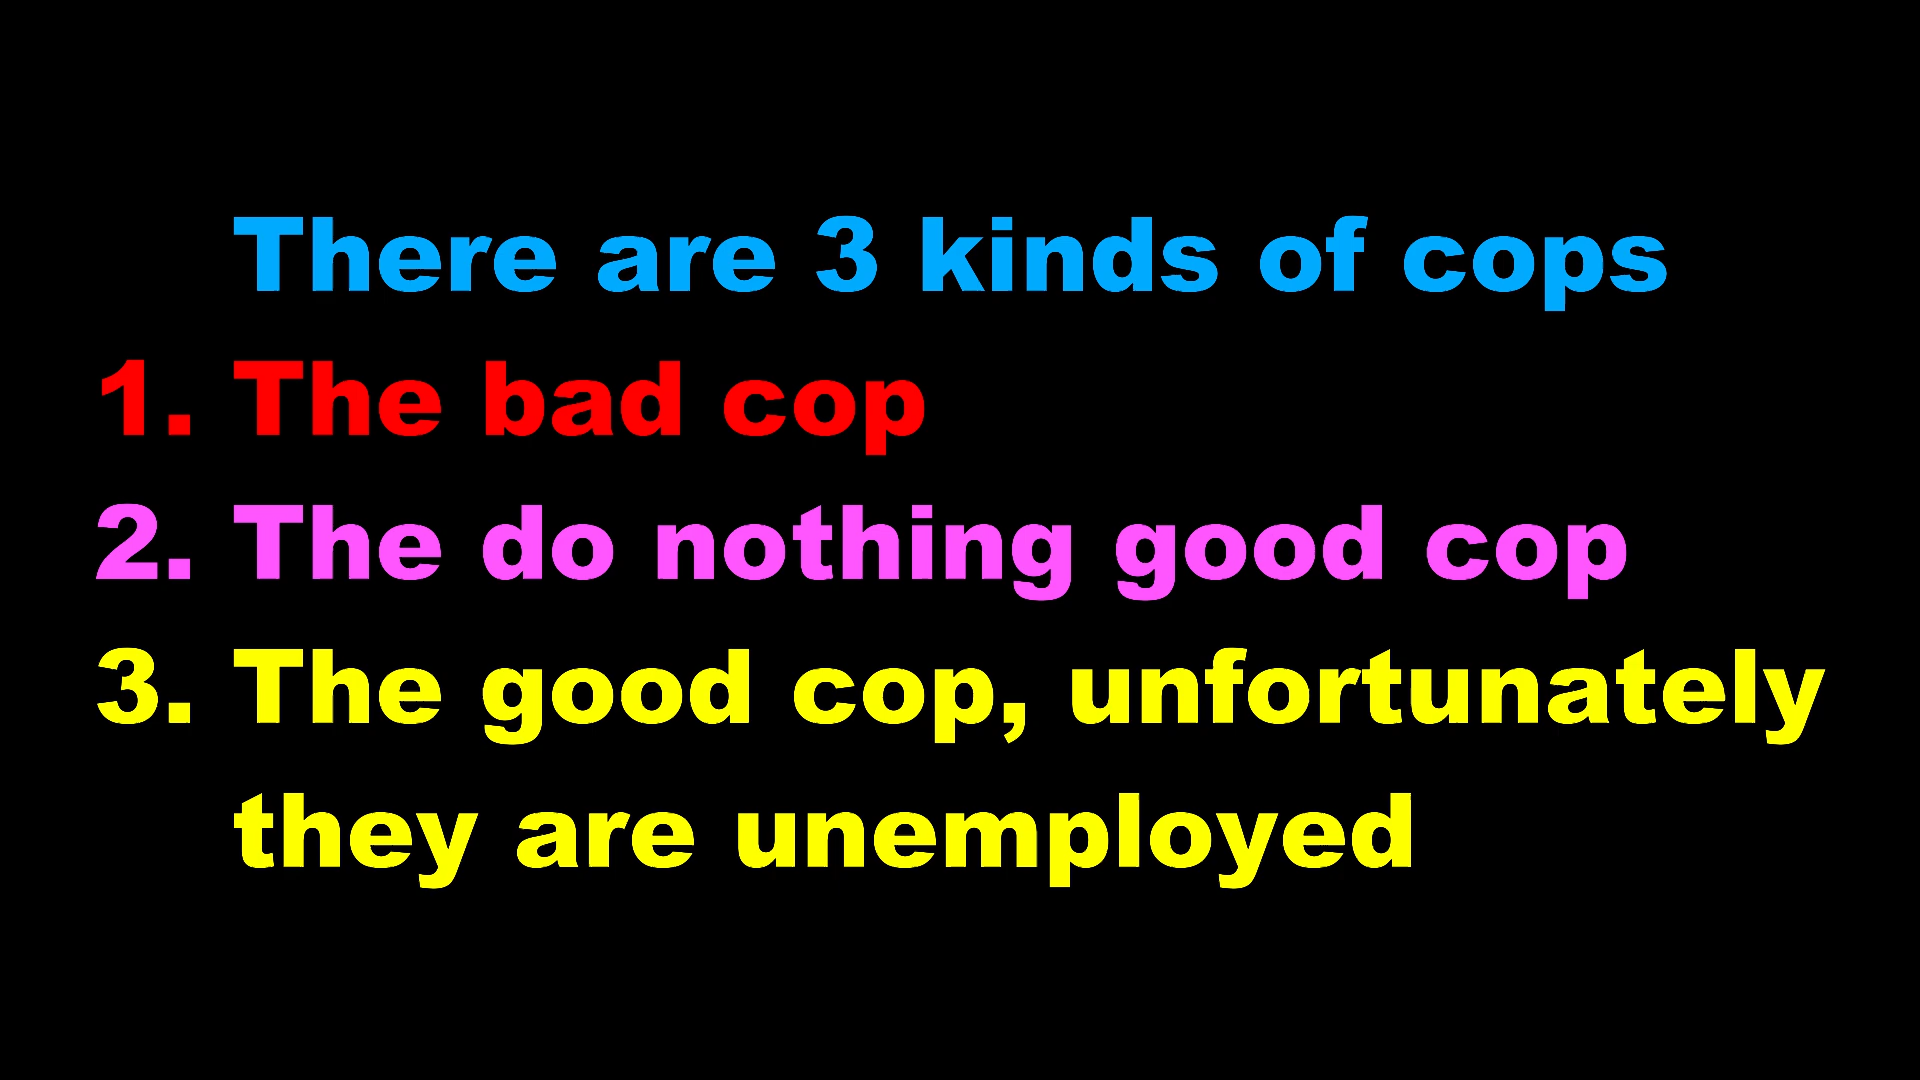 There are 3 kinds of cops
1. The bad cop
2. The do nothing good cop
3. The good cop, unfortunately
they are unemployed